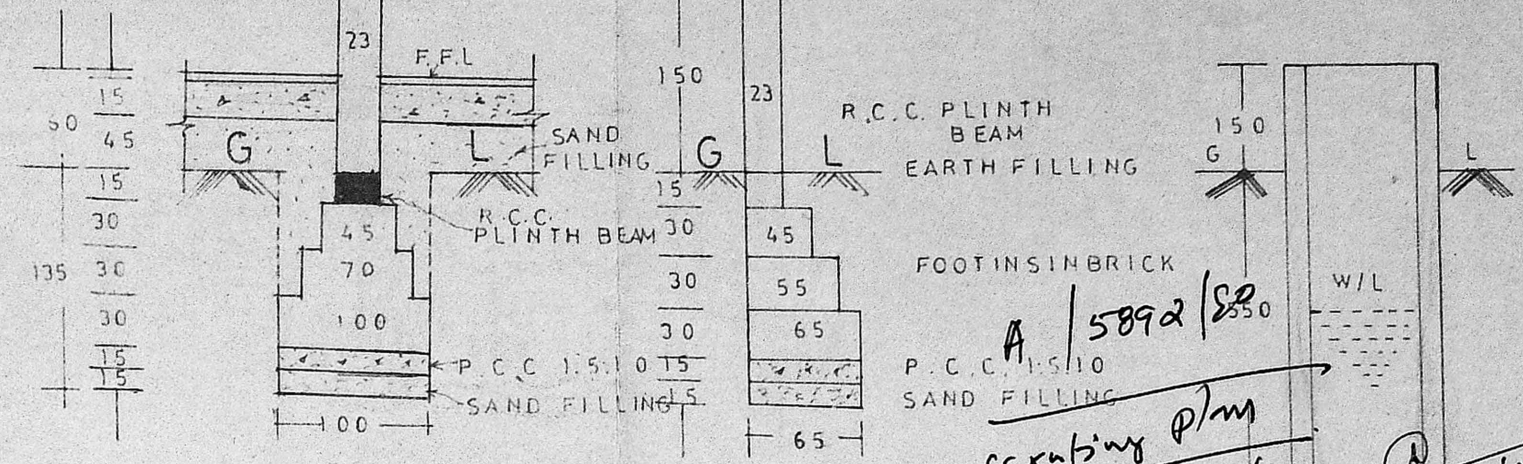 23
F.F.L
15
60
45
G
L
SAND
FILLING
15
30
R.C.C.
PLINTH BEAM
45
135
30
70
30
100
15
P.C.C 1:5:10
15
SAND FILLING
100
150
23
R.C.C. PLINTH
BEAM
G
L
EARTH FILLING
15
30
45
30
55
FOOTINSINBRICK
30
65
15
P.C.C. 1:5:10
15
SAND FILLING
65
A/5892/
plan
150
G
L
W/L